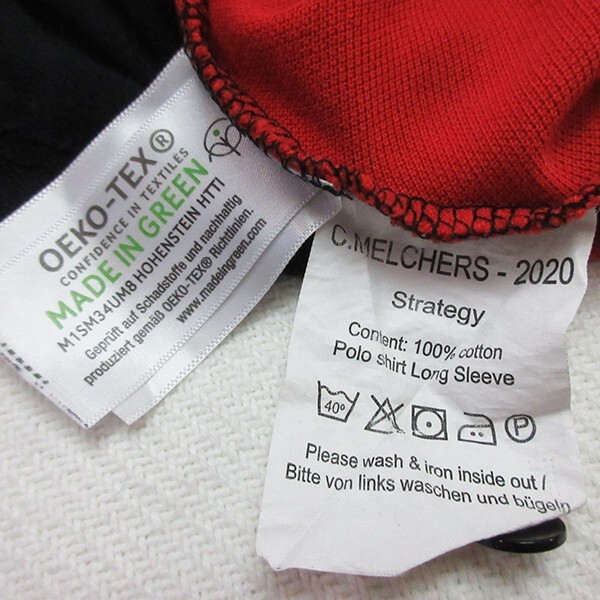 OEKO-TEX®
CONFIDENCE IN TEXTILES
MADE IN GREEN
M1SM34UM8 HOHENSTEIN HTTI
Geprüft auf Schadstoffe und nachhaltig
produziert gemäß OEKO-TEX® Richtlinien.
www.madeingreen.com
C.MELCHERS - 2020
Strategy
Content: 100% cotton
Polo shirt Long Sleeve
40°
P
Please wash & iron inside out /
Bitte von links waschen und bügeln